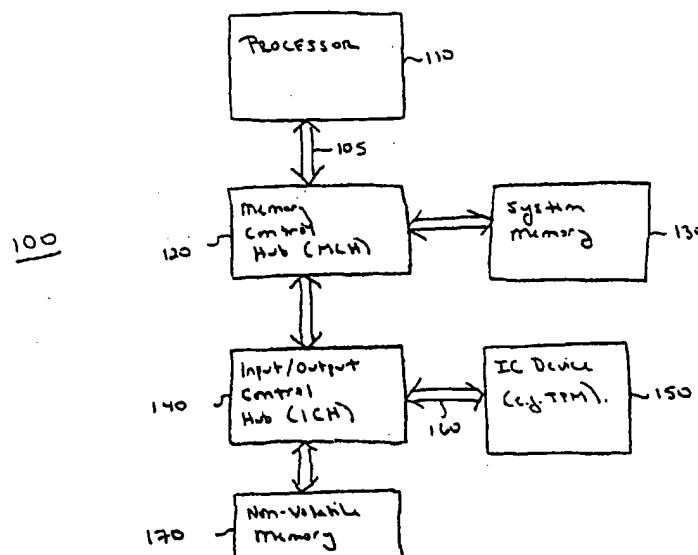 PROCESSOR
110
105
100
Memory
Control
Hub (MCH)
120
System
Memory
130
Input/Output
Control
Hub (ICH)
140
IC Device
(e.g. TPM).
150
160
Non-Volatile
Memory
170